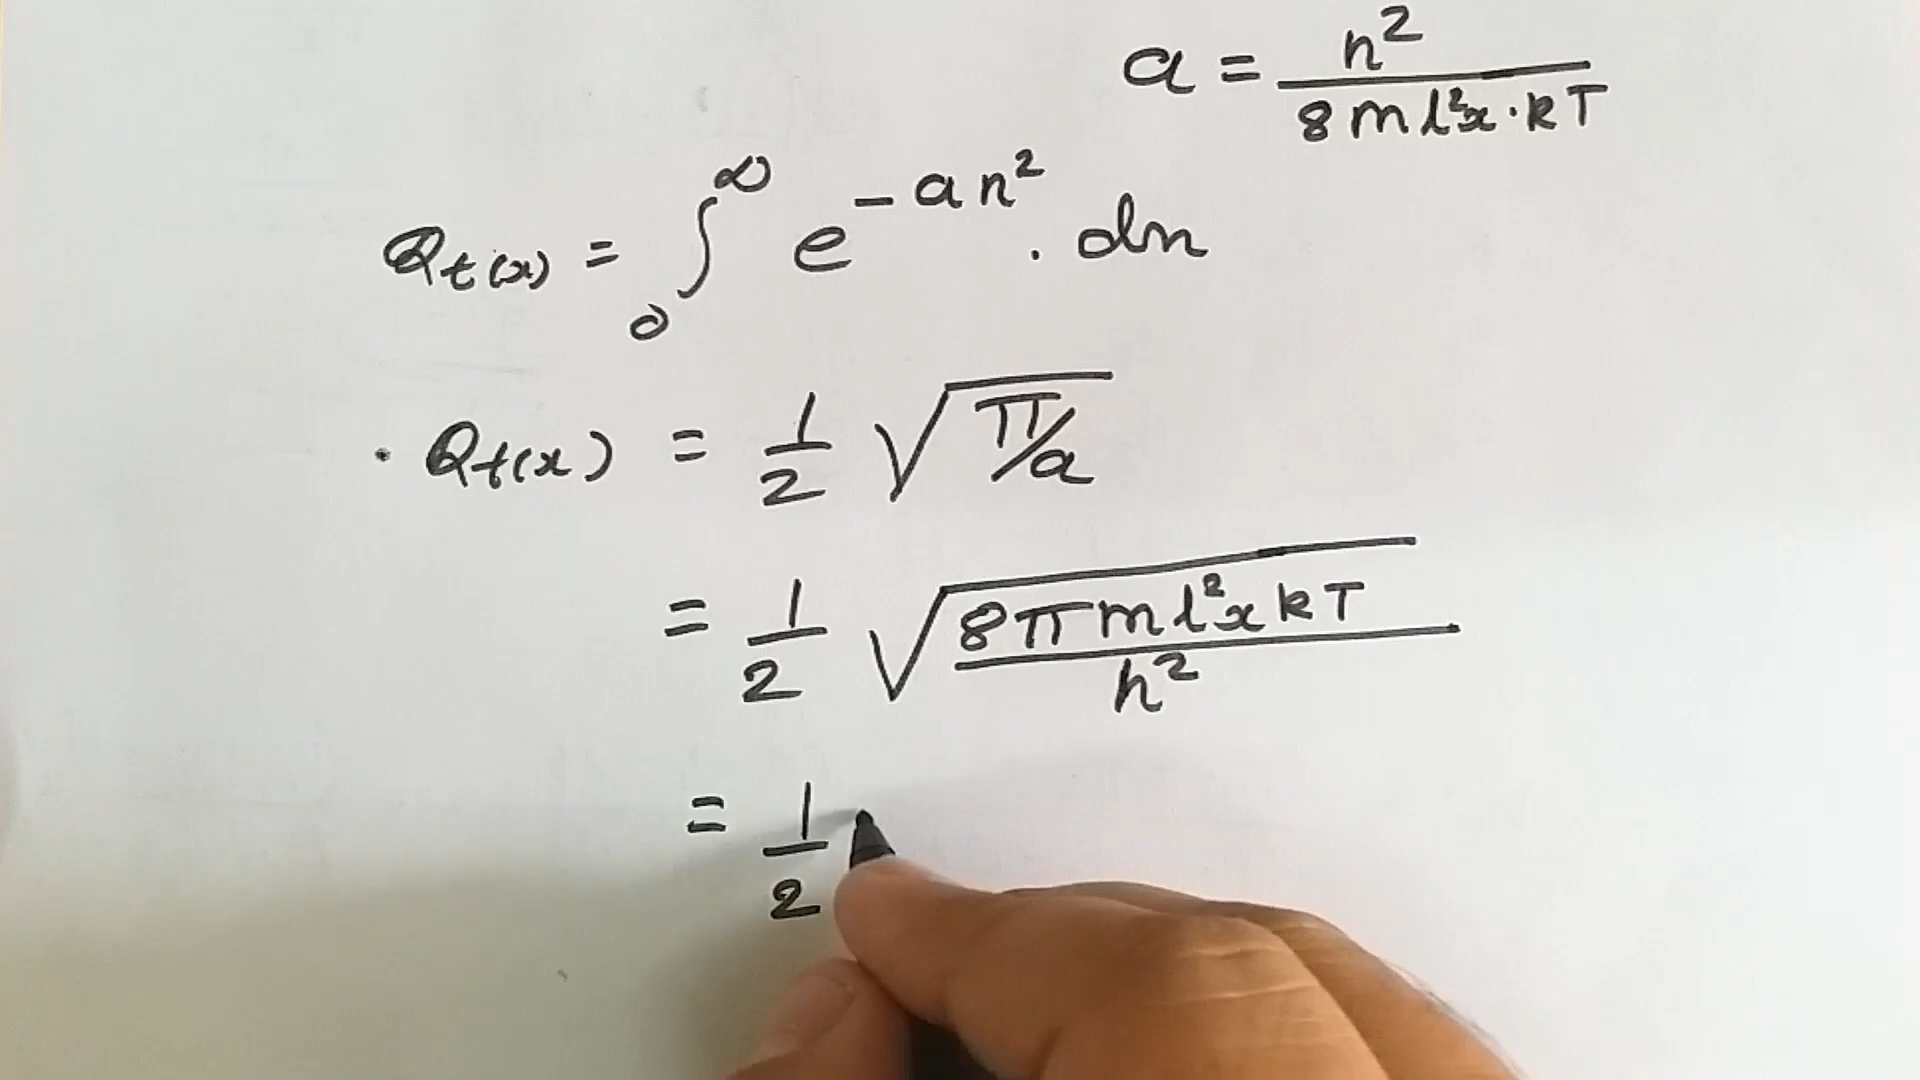 a = h² / 8ml²x·kT
Qt(x) = ∫₀^∞ e^(-an²) . dn
· Qt(x) = 1/2 √(π/a)
= 1/2 √(8πml²xkT / h²)
= 1/2